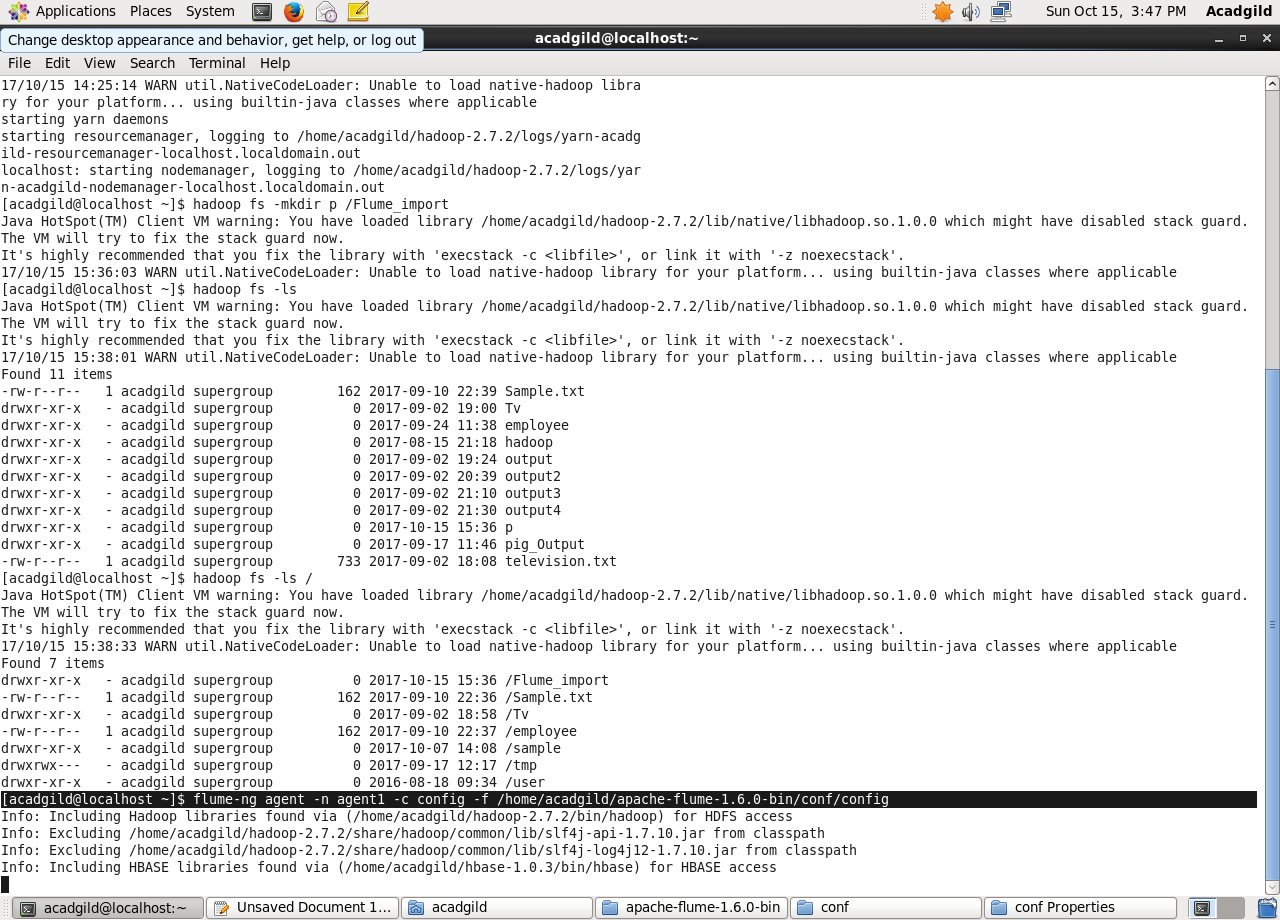 Applications Places System Sun Oct 15, 3:47 PM Acadgild
Change desktop appearance and behavior, get help, or log out
acadgild@localhost:~
File Edit View Search Terminal Help
17/10/15 14:25:14 WARN util.NativeCodeLoader: Unable to load native-hadoop libra
ry for your platform... using builtin-java classes where applicable
starting yarn daemons
starting resourcemanager, logging to /home/acadgild/hadoop-2.7.2/logs/yarn-acadg
ild-resourcemanager-localhost.localdomain.out
localhost: starting nodemanager, logging to /home/acadgild/hadoop-2.7.2/logs/yar
n-acadgild-nodemanager-localhost.localdomain.out
[acadgild@localhost ~]$ hadoop fs -mkdir p /Flume_import
Java HotSpot(TM) Client VM warning: You have loaded library /home/acadgild/hadoop-2.7.2/lib/native/libhadoop.so.1.0.0 which might have disabled stack guard.
The VM will try to fix the stack guard now.
It's highly recommended that you fix the library with 'execstack -c <libfile>', or link it with '-z noexecstack'.
17/10/15 15:36:03 WARN util.NativeCodeLoader: Unable to load native-hadoop library for your platform... using builtin-java classes where applicable
[acadgild@localhost ~]$ hadoop fs -ls
Java HotSpot(TM) Client VM warning: You have loaded library /home/acadgild/hadoop-2.7.2/lib/native/libhadoop.so.1.0.0 which might have disabled stack guard.
The VM will try to fix the stack guard now.
It's highly recommended that you fix the library with 'execstack -c <libfile>', or link it with '-z noexecstack'.
17/10/15 15:38:01 WARN util.NativeCodeLoader: Unable to load native-hadoop library for your platform... using builtin-java classes where applicable
Found 11 items
-rw-r--r--   1 acadgild supergroup        162 2017-09-10 22:39 Sample.txt
drwxr-xr-x   - acadgild supergroup          0 2017-09-02 19:00 Tv
drwxr-xr-x   - acadgild supergroup          0 2017-09-24 11:38 employee
drwxr-xr-x   - acadgild supergroup          0 2017-08-15 21:18 hadoop
drwxr-xr-x   - acadgild supergroup          0 2017-09-02 19:24 output
drwxr-xr-x   - acadgild supergroup          0 2017-09-02 20:39 output2
drwxr-xr-x   - acadgild supergroup          0 2017-09-02 21:10 output3
drwxr-xr-x   - acadgild supergroup          0 2017-09-02 21:30 output4
drwxr-xr-x   - acadgild supergroup          0 2017-10-15 15:36 p
drwxr-xr-x   - acadgild supergroup          0 2017-09-17 11:46 pig_Output
-rw-r--r--   1 acadgild supergroup        733 2017-09-02 18:08 television.txt
[acadgild@localhost ~]$ hadoop fs -ls /
Java HotSpot(TM) Client VM warning: You have loaded library /home/acadgild/hadoop-2.7.2/lib/native/libhadoop.so.1.0.0 which might have disabled stack guard.
The VM will try to fix the stack guard now.
It's highly recommended that you fix the library with 'execstack -c <libfile>', or link it with '-z noexecstack'.
17/10/15 15:38:33 WARN util.NativeCodeLoader: Unable to load native-hadoop library for your platform... using builtin-java classes where applicable
Found 7 items
drwxr-xr-x   - acadgild supergroup          0 2017-10-15 15:36 /Flume_import
-rw-r--r--   1 acadgild supergroup        162 2017-09-10 22:36 /Sample.txt
drwxr-xr-x   - acadgild supergroup          0 2017-09-02 18:58 /Tv
-rw-r--r--   1 acadgild supergroup        162 2017-09-10 22:37 /employee
drwxr-xr-x   - acadgild supergroup          0 2017-10-07 14:08 /sample
drwxrwx---   - acadgild supergroup          0 2017-09-17 12:17 /tmp
drwxr-xr-x   - acadgild supergroup          0 2016-08-18 09:34 /user
[acadgild@localhost ~]$ flume-ng agent -n agent1 -c config -f /home/acadgild/apache-flume-1.6.0-bin/conf/config
Info: Including Hadoop libraries found via (/home/acadgild/hadoop-2.7.2/bin/hadoop) for HDFS access
Info: Excluding /home/acadgild/hadoop-2.7.2/share/hadoop/common/lib/slf4j-api-1.7.10.jar from classpath
Info: Excluding /home/acadgild/hadoop-2.7.2/share/hadoop/common/lib/slf4j-log4j12-1.7.10.jar from classpath
Info: Including HBASE libraries found via (/home/acadgild/hbase-1.0.3/bin/hbase) for HBASE access
acadgild@localhost:~ Unsaved Document 1... acadgild apache-flume-1.6.0-bin conf conf Properties